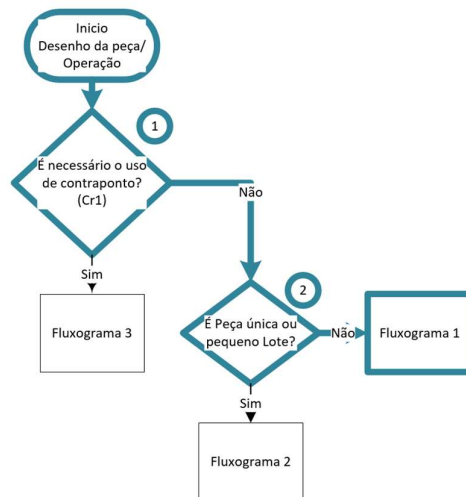 Inicio
Desenho da peça/
Operação
1
É necessário o uso
de contraponto?
(Cr1)
Não
Sim
2
Fluxograma 3
É Peça única ou
pequeno Lote?
Não
Fluxograma 1
Sim
Fluxograma 2